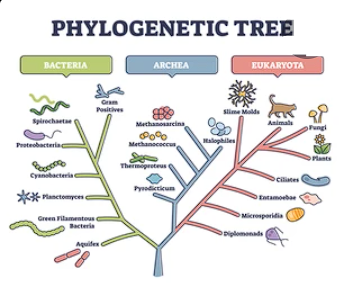 PHYLOGENETIC TREE
BACTERIA
ARCHEA
EUKARYOTA
Spirochaetae
Gram
Positives
Proteobacteria
Cyanobacteria
Planctomyces
Green Filamentous
Bacteria
Aquifex
Methanosarcina
Methanococcus
Thermoproteus
Pyrodicticum
Halophiles
Slime Molds
Animals
Fungi
Plants
Ciliates
Entamoebae
Microsporidia
Diplomonads